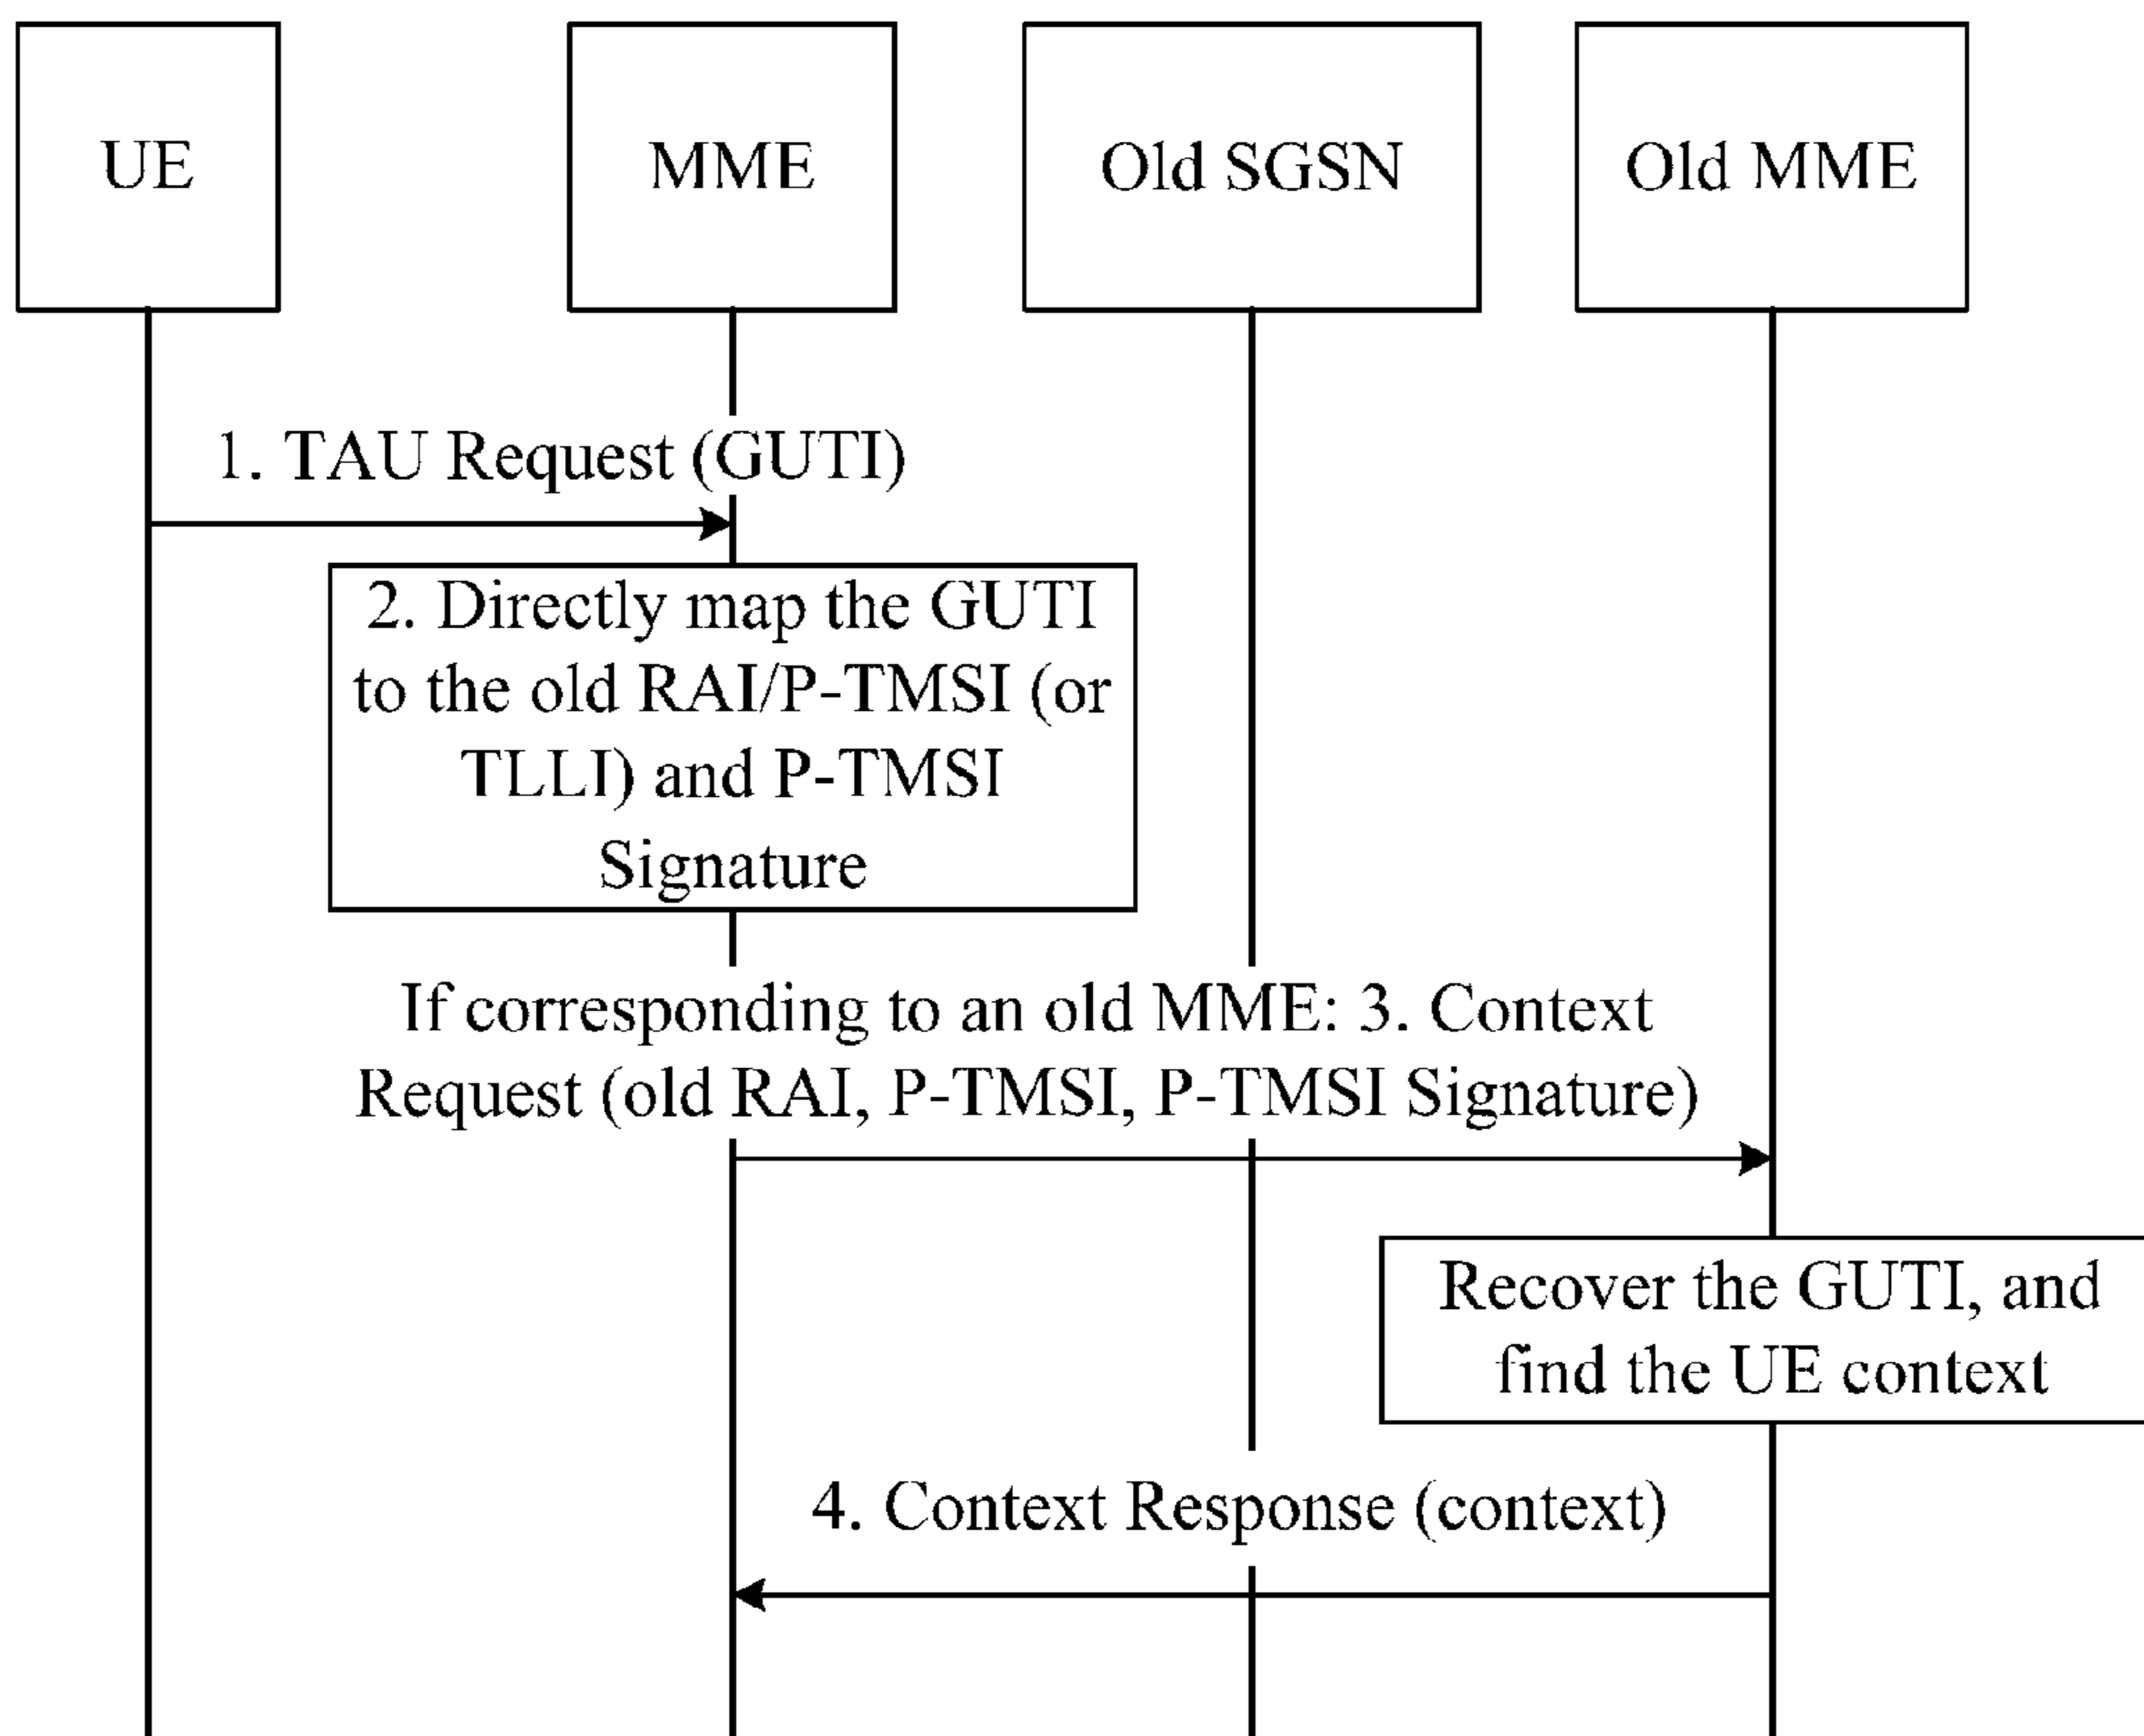 UE
MME
Old SGSN
Old MME
1. TAU Request (GUTI)
2. Directly map the GUTI
to the old RAI/P-TMSI (or
TLLI) and P-TMSI
Signature
If corresponding to an old MME: 3. Context
Request (old RAI, P-TMSI, P-TMSI Signature)
Recover the GUTI, and
find the UE context
4. Context Response (context)